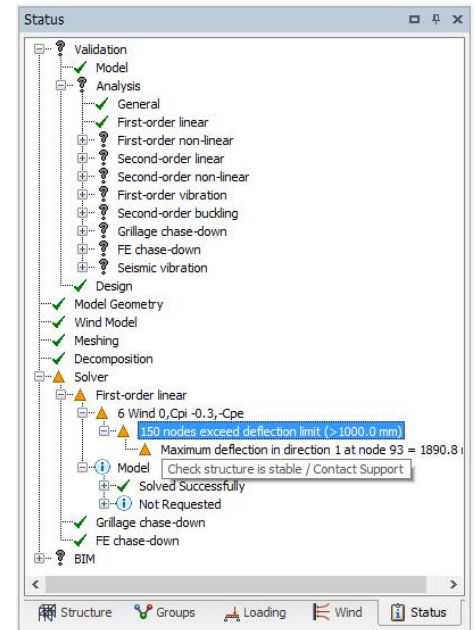 Status
Validation
Model
Analysis
General
First-order linear
First-order non-linear
Second-order linear
Second-order non-linear
First-order vibration
Second-order buckling
Grillage chase-down
FE chase-down
Seismic vibration
Design
Model Geometry
Wind Model
Meshing
Decomposition
Solver
First-order linear
6 Wind 0,Cpi -0.3,-Cpe
150 nodes exceed deflection limit (>1000.0 mm)
Maximum deflection in direction 1 at node 93 = 1890.8
Model
Check structure is stable / Contact Support
Solved Successfully
Not Requested
Grillage chase-down
FE chase-down
BIM
Structure Groups Loading Wind Status